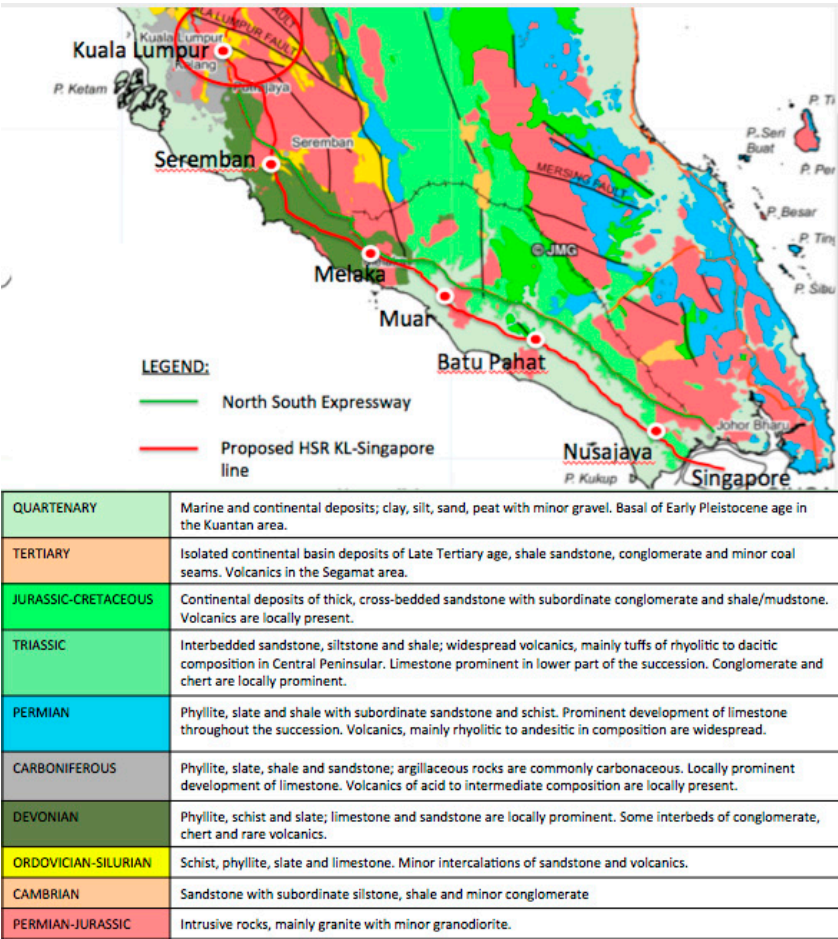 FAULT
KUALA LUMPUR FAULT
Kuala Lumpur
Kuala Lumpur
Kelang
P. Ketam
Putrajaya
Seremban
Seremban
P. Ti
P. Seri
Buat
P. Per
MERSING FAULT
P. Besar
P. Ting
© JMG
Melaka
P. Sibu
Muar
Batu Pahat
LEGEND:
North South Expressway
Proposed HSR KL-Singapore
line
Johor Bharu
Nusajaya
P. Kukup
Singapore
QUARTENARY
Marine and continental deposits; clay, silt, sand, peat with minor gravel. Basal of Early Pleistocene age in
the Kuantan area.
TERTIARY
Isolated continental basin deposits of Late Tertiary age, shale sandstone, conglomerate and minor coal
seams. Volcanics in the Segamat area.
JURASSIC-CRETACEOUS
Continental deposits of thick, cross-bedded sandstone with subordinate conglomerate and shale/mudstone.
Volcanics are locally present.
TRIASSIC
Interbedded sandstone, siltstone and shale; widespread volcanics, mainly tuffs of rhyolitic to dacitic
composition in Central Peninsular. Limestone prominent in lower part of the succession. Conglomerate and
chert are locally prominent.
PERMIAN
Phyllite, slate and shale with subordinate sandstone and schist. Prominent development of limestone
throughout the succession. Volcanics, mainly rhyolitic to andesitic in composition are widespread.
CARBONIFEROUS
Phyllite, slate, shale and sandstone; argillaceous rocks are commonly carbonaceous. Locally prominent
development of limestone. Volcanics of acid to intermediate composition are locally present.
DEVONIAN
Phyllite, schist and slate; limestone and sandstone are locally prominent. Some interbeds of conglomerate,
chert and rare volcanics.
ORDOVICIAN-SILURIAN
Schist, phyllite, slate and limestone. Minor intercalations of sandstone and volcanics.
CAMBRIAN
Sandstone with subordinate silstone, shale and minor conglomerate
PERMIAN-JURASSIC
Intrusive rocks, mainly granite with minor granodiorite.